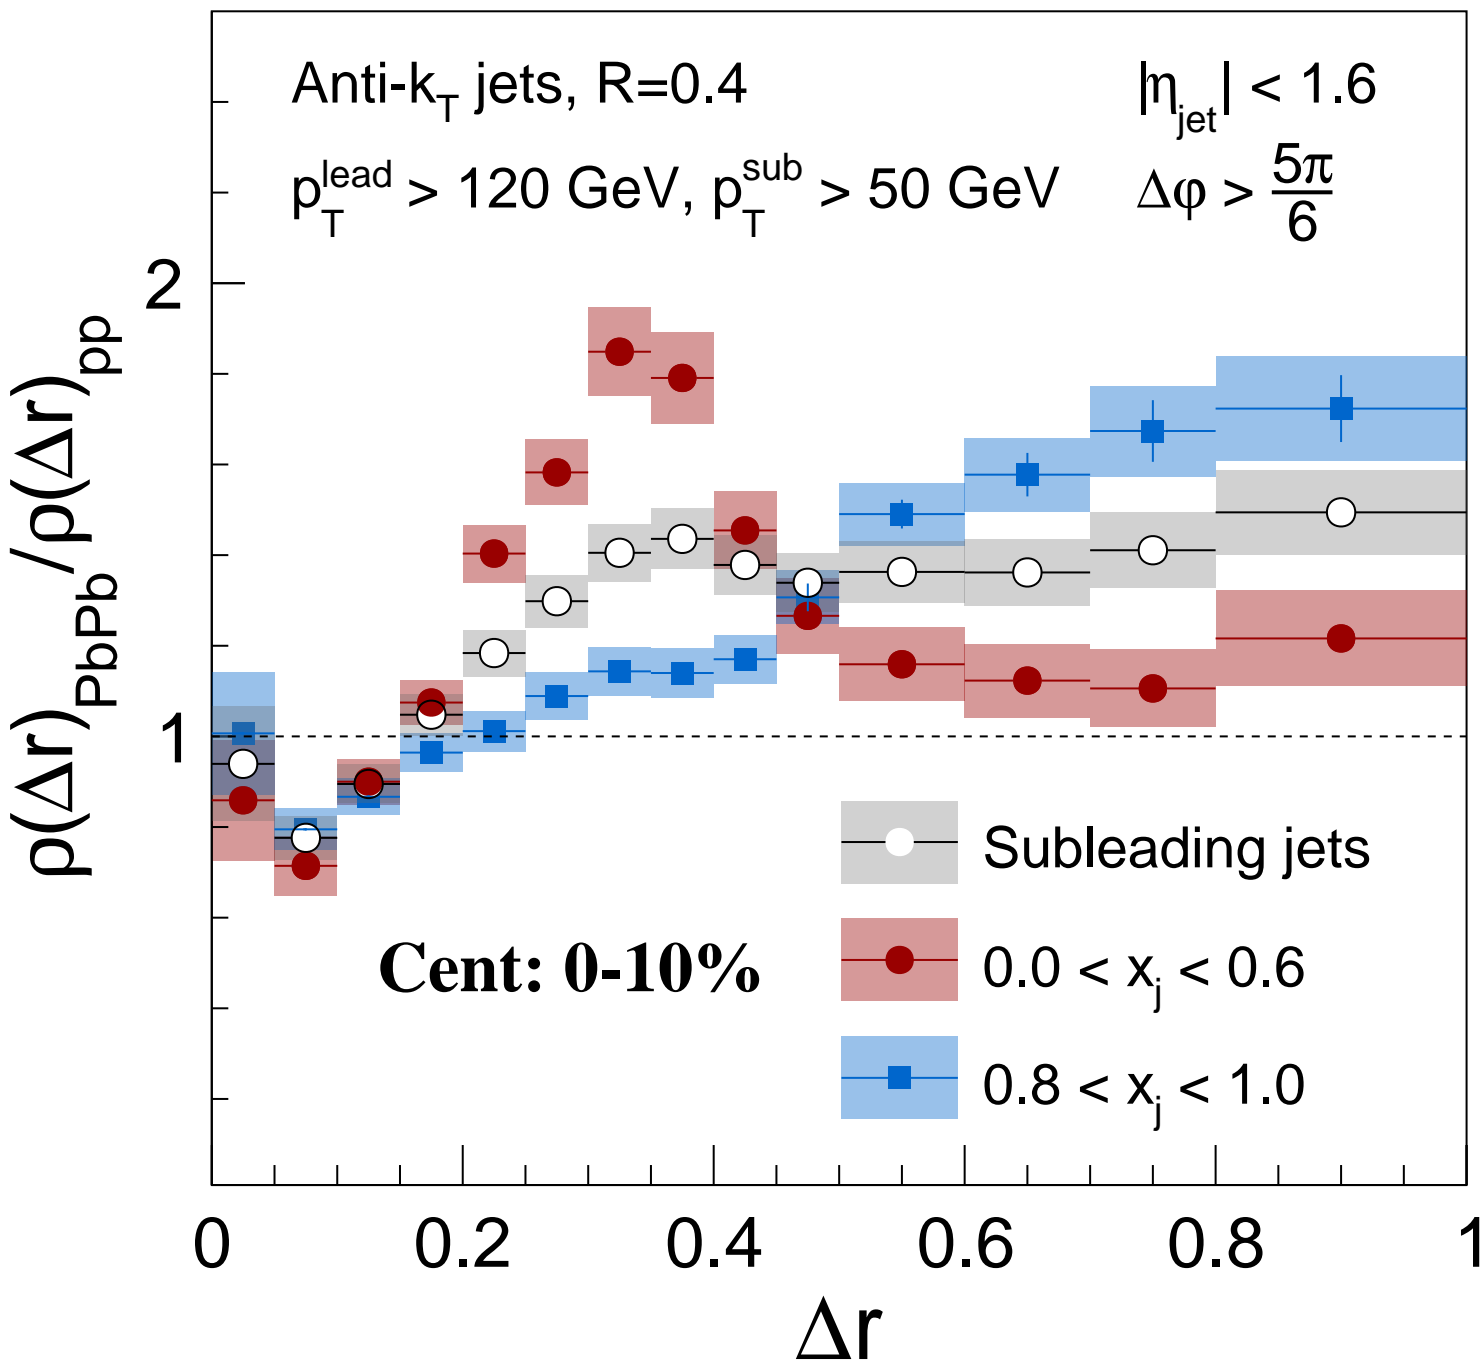 Anti-k_T jets, R=0.4
|η_jet| < 1.6
p_T^lead > 120 GeV, p_T^sub > 50 GeV
Δφ > 5π/6
2
1
ρ(Δr)_PbPb/ρ(Δr)_pp
Subleading jets
Cent: 0-10%
0.0 < x_j < 0.6
0.8 < x_j < 1.0
0 0.2 0.4 0.6 0.8 1
Δr